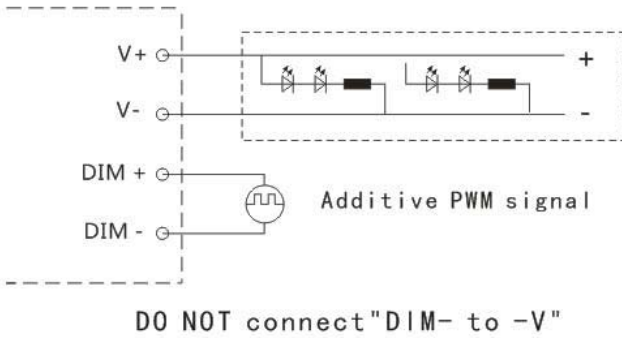 V+
+
V-
-
DIM +
Additive PWM signal
DIM -
DO NOT connect"DIM- to -V"